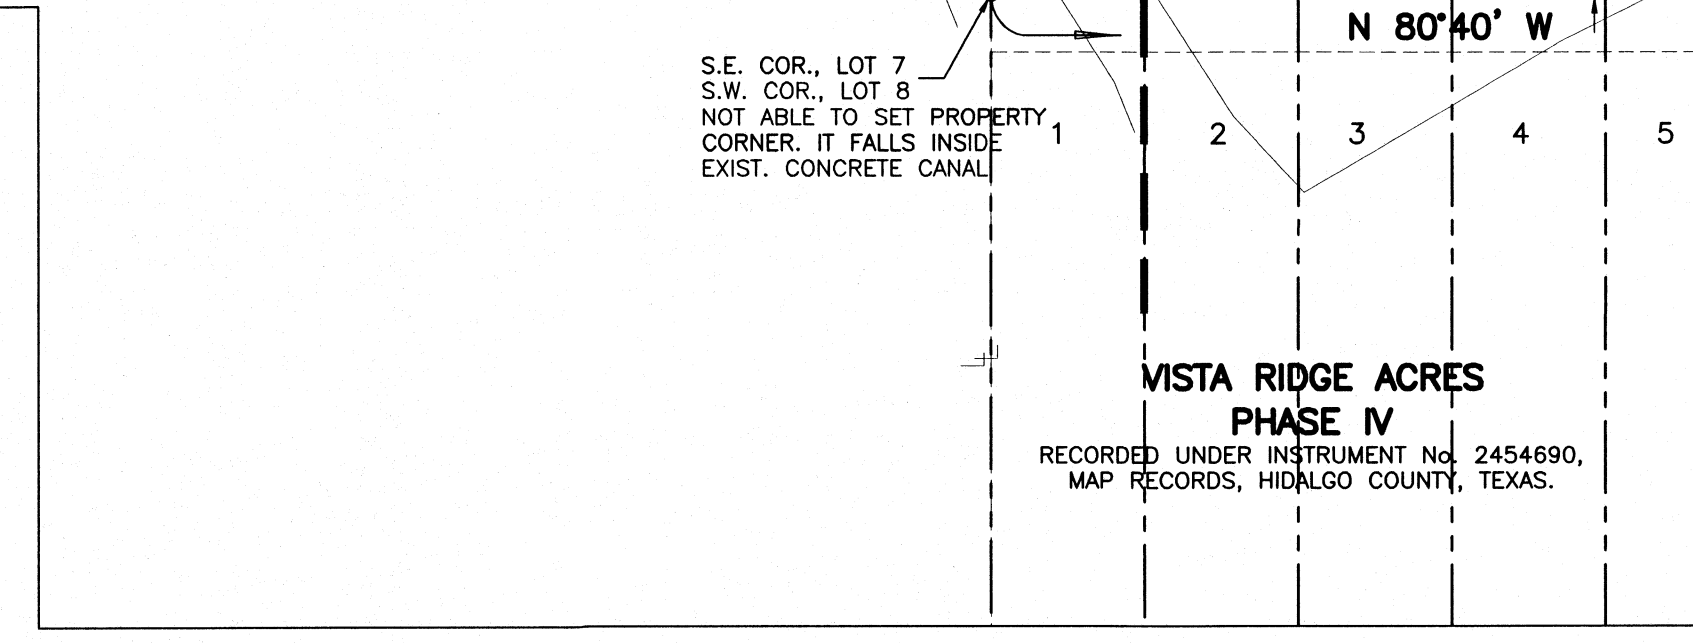 N 80°40' W
S.E. COR., LOT 7
S.W. COR., LOT 8
NOT ABLE TO SET PROPERTY
CORNER. IT FALLS INSIDE
EXIST. CONCRETE CANAL
1
2
3
4
5
VISTA RIDGE ACRES
PHASE IV
RECORDED UNDER INSTRUMENT No. 2454690,
MAP RECORDS, HIDALGO COUNTY, TEXAS.